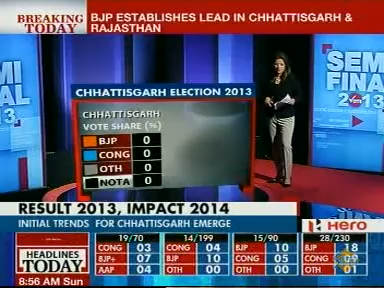 BREAKING
TODAY
BJP ESTABLISHES LEAD IN CHHATTISGARH &
RAJASTHAN
CHHATTISGARH ELECTION 2013
CHHATTISGARH
VOTE SHARE (%)
BJP 0
CONG 0
OTH 0
NOTA 0
SEMI
FINAL
2013
RESULT 2013, IMPACT 2014
INITIAL TRENDS FOR CHHATTISGARH EMERGE
Hero
HEADLINES
TODAY
8:56 AM Sun
19/70 14/199 15/90 28/230
CONG 03 CONG 04 BJP 10 BJP 18
BJP+ 07 BJP 10 CONG 05 CONG 09
AAP 04 OTH 00 OTH 00 OTH 01